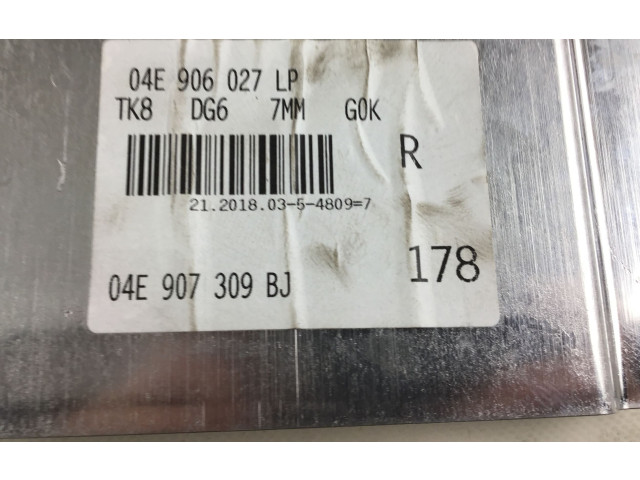 04E 906 027 LP
TK8 DG6 7MM G0K
R
21.2018.03-5-4809=7
04E 907 309 BJ
178